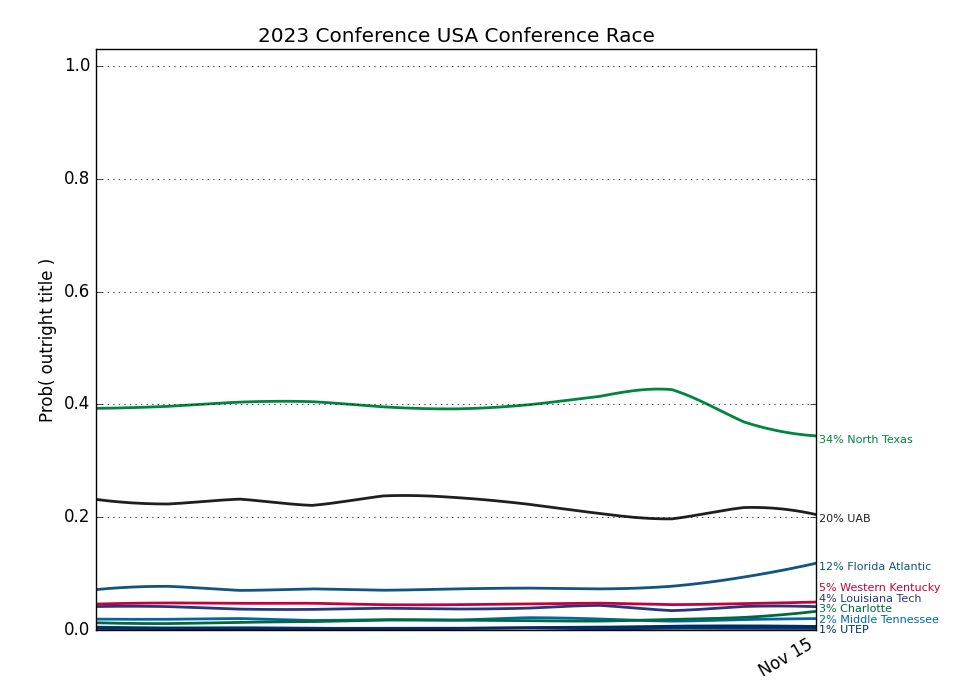 2023 Conference USA Conference Race
1.0
0.8
0.6
0.4
0.2
0.0
Prob( outright title )
34% North Texas
20% UAB
12% Florida Atlantic
5% Western Kentucky
4% Louisiana Tech
3% Charlotte
2% Middle Tennessee
1% UTEP
Nov 15